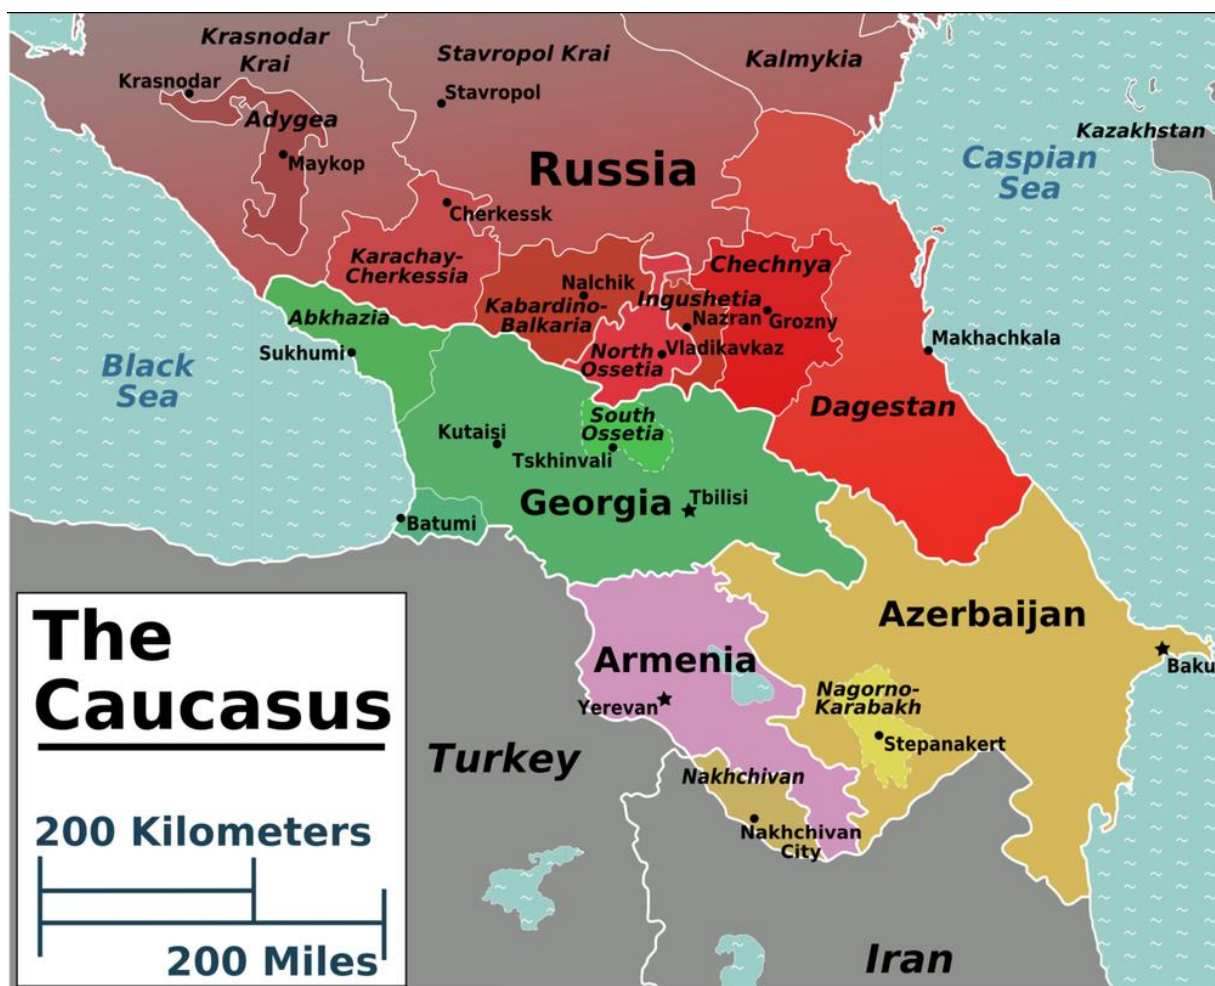 Krasnodar
Krai
Stavropol Krai
Kalmykia
Krasnodar
Stavropol
Adygea
Maykop
Kazakhstan
Russia
Caspian
Sea
Cherkessk
Karachay-
Cherkessia
Chechnya
Nalchik
Kabardino-
Balkaria
Ingushetia
Nazran
Grozny
Abkhazia
Sukhumi
North
Ossetia
Vladikavkaz
Makhachkala
Black
Sea
Dagestan
South
Ossetia
Kutaisi
Tskhinvali
Georgia
Tbilisi
Batumi
Azerbaijan
The
Caucasus
Armenia
Baku
Yerevan
Nagorno-
Karabakh
Stepanakert
Turkey
Nakhchivan
Nakhchivan
City
200 Kilometers
200 Miles
Iran